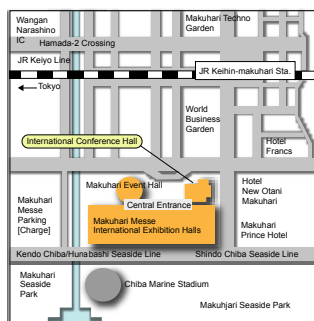 Wangan
Narashino
IC
Makuhari Techno
Garden
Hamada-2 Crossing
JR Keiyo Line
JR Keihin-makuhari Sta.
Tokyo
World
Business
Garden
International Conference Hall
Hotel
Francs
Makuhari Event Hall
Hotel
New Otani
Makuhari
Central Entrance
Makuhari
Messe
Parking
[Charge]
Makuhari Messe
International Exhibition Halls
Makuhari
Prince Hotel
Kendo Chiba/Hunabashi Seaside Line
Shindo Chiba Seaside Line
Makuhari
Seaside
Park
Chiba Marine Stadium
Makuhjari Seaside Park